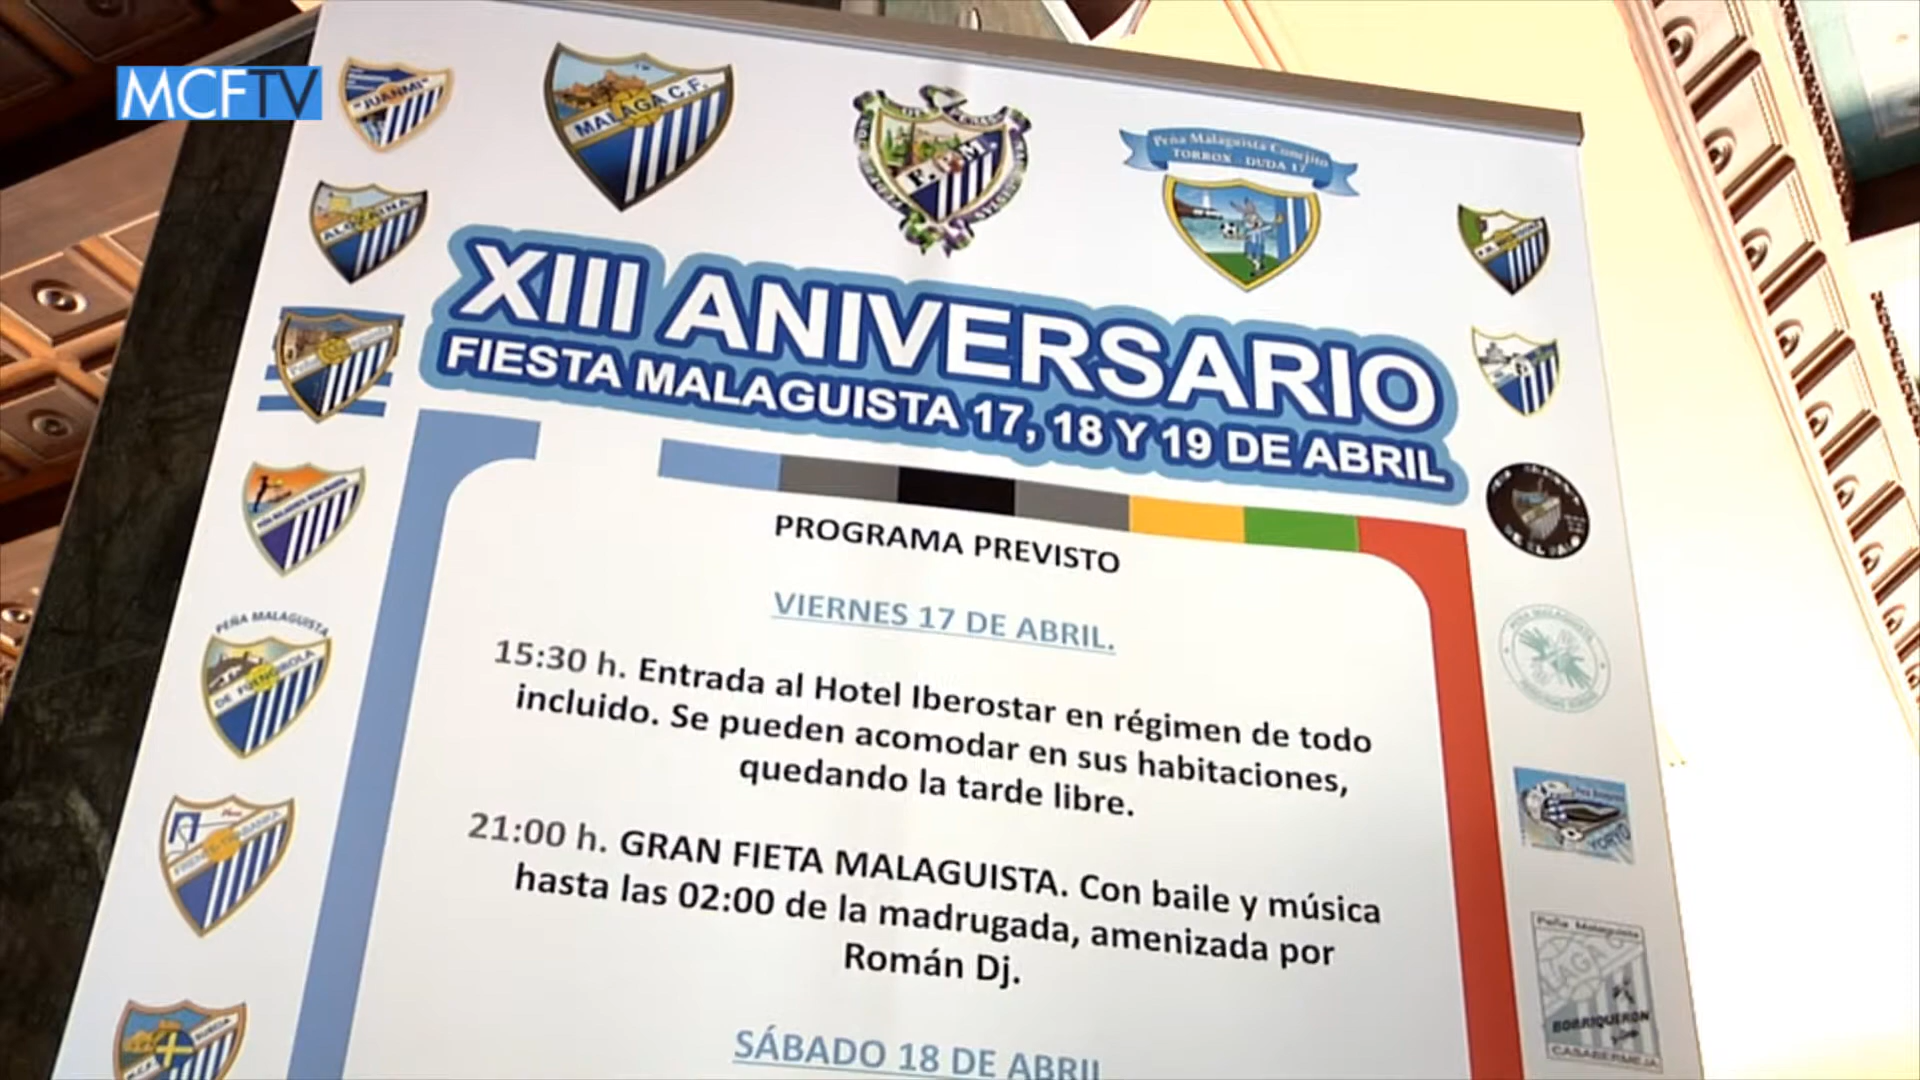 MCFTV
"JUANMI"
MALAGA C.F.
F.P.M.
Peña Malaguista Conejito
TORROX - DUDA 17
ALOZAINA
XIII ANIVERSARIO
FIESTA MALAGUISTA 17, 18 Y 19 DE ABRIL
PROGRAMA PREVISTO
VIERNES 17 DE ABRIL.
15:30 h. Entrada al Hotel Iberostar en régimen de todo
incluido. Se pueden acomodar en sus habitaciones,
quedando la tarde libre.
PEÑA MALAGUISTA
DE FUENGIROLA
21:00 h. GRAN FIETA MALAGUISTA. Con baile y música
hasta las 02:00 de la madrugada, amenizada por
Román Dj.
Peña Malaguista
BORRIQUERON
CASABERMEJA
SÁBADO 18 DE ABRIL